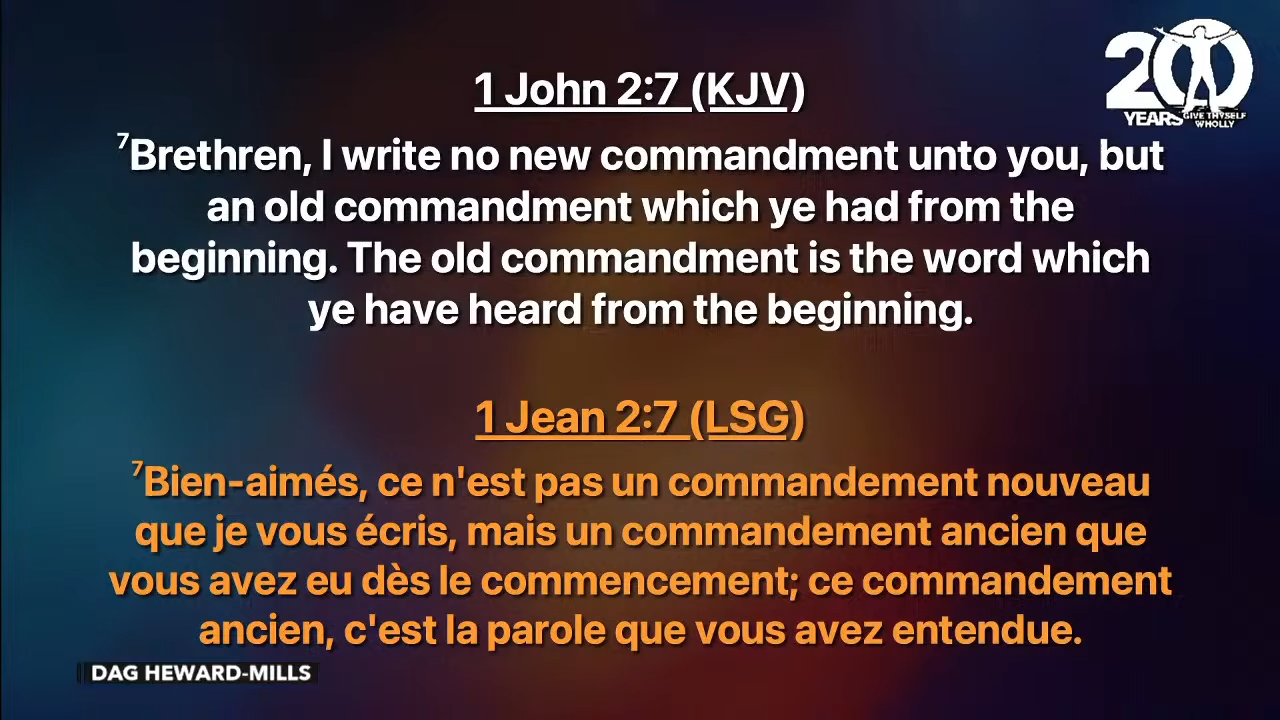 20
YEARS
GIVE THYSELF
WHOLLY
1 John 2:7 (KJV)
⁷Brethren, I write no new commandment unto you, but
an old commandment which ye had from the
beginning. The old commandment is the word which
ye have heard from the beginning.
1 Jean 2:7 (LSG)
⁷Bien-aimés, ce n'est pas un commandement nouveau
que je vous écris, mais un commandement ancien que
vous avez eu dès le commencement; ce commandement
ancien, c'est la parole que vous avez entendue.
DAG HEWARD-MILLS